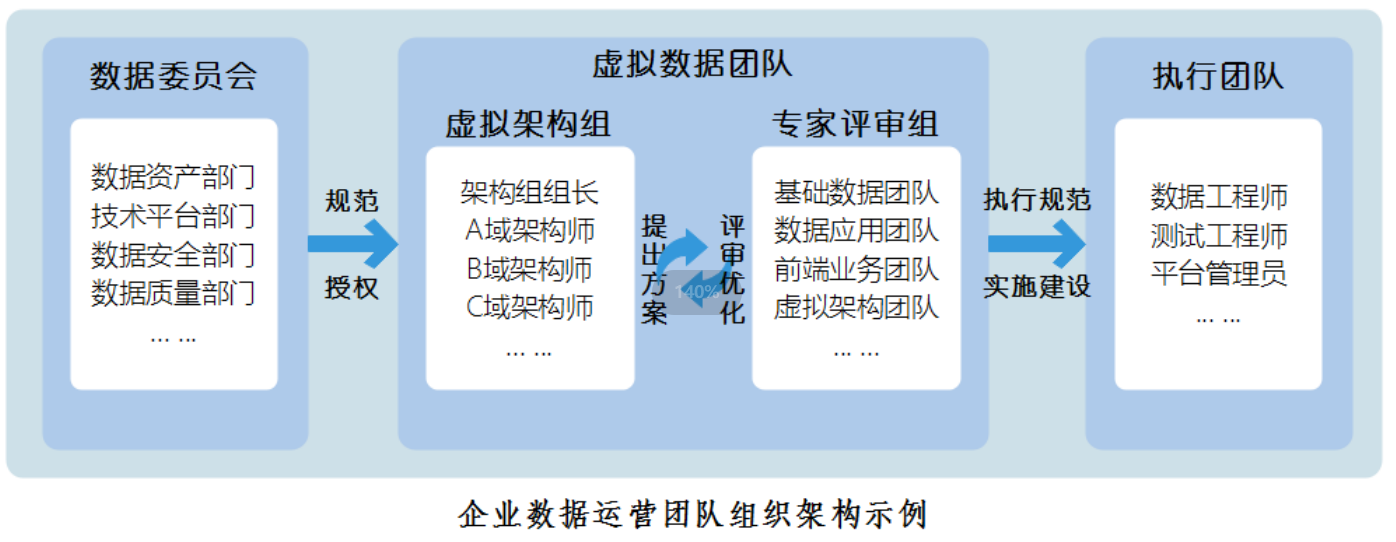 数据委员会
数据资产部门
技术平台部门
数据安全部门
数据质量部门
... ...
规范
授权
虚拟数据团队
虚拟架构组
架构组组长
A域架构师
B域架构师
C域架构师
... ...
提出方案
140%
评审优化
专家评审组
基础数据团队
数据应用团队
前端业务团队
虚拟架构团队
... ...
执行规范
实施建设
执行团队
数据工程师
测试工程师
平台管理员
... ...
企业数据运营团队组织架构示例